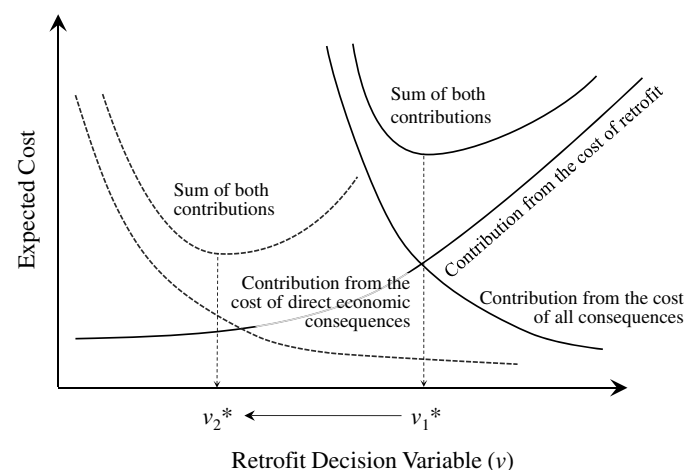 Expected Cost
Sum of both
contributions
Contribution from the cost of retrofit
Sum of both
contributions
Contribution from the
cost of direct economic
consequences
Contribution from the cost
of all consequences
v₂*
v₁*
Retrofit Decision Variable (v)